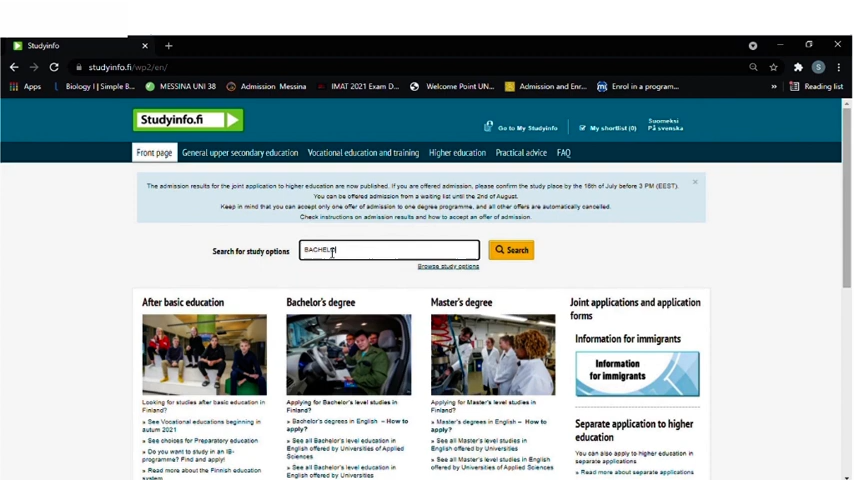 Studyinfo
studyinfo.fi/wp2/en/
Apps
Biology I | Simple B...
MESSINA UNI 38
Admission Messina
IMAT 2021 Exam D...
Welcome Point UN...
Admission and Enr...
Enrol in a program...
Reading list
Studyinfo.fi
Go to My Studyinfo
My shortlist (0)
Suomeksi
På svenska
Front page
General upper secondary education
Vocational education and training
Higher education
Practical advice
FAQ
The admission results for the joint application to higher education are now published. If you are offered admission, please confirm the study place by the 16th of July before 3 PM (EEST).
You can be offered admission from a waiting list until the 2nd of August.
Keep in mind that you can accept only one offer of admission to one degree programme, and all other offers are automatically cancelled.
Check instructions on admission results and how to accept an offer of admission.
Search for study options
BACHEL
Search
Browse study options
After basic education
Looking for studies after basic education in
Finland?
» See Vocational educations beginning in
autum 2021
» See choices for Preparatory education
» Do you want to study in an IB-
programme? Find and apply!
» Read more about the Finnish education
system
Bachelor's degree
Applying for Bachelor's level studies in
Finland?
» Bachelor's degrees in English – How to
apply?
» See all Bachelor's level education in
English offered by Universities of Applied
Sciences
» See all Bachelor's level education in
English offered by Universities
Master's degree
Applying for Master's level studies in
Finland?
» Master's degrees in English – How to
apply?
» See all Master's level studies in
English offered by Universities
» See all Master's level education in
English offered by Universities of Applied
Sciences
Joint applications and application
forms
Information for immigrants
Information
for immigrants
Separate application to higher
education
You can also apply to higher education in
separate applications
» Read more about separate applications